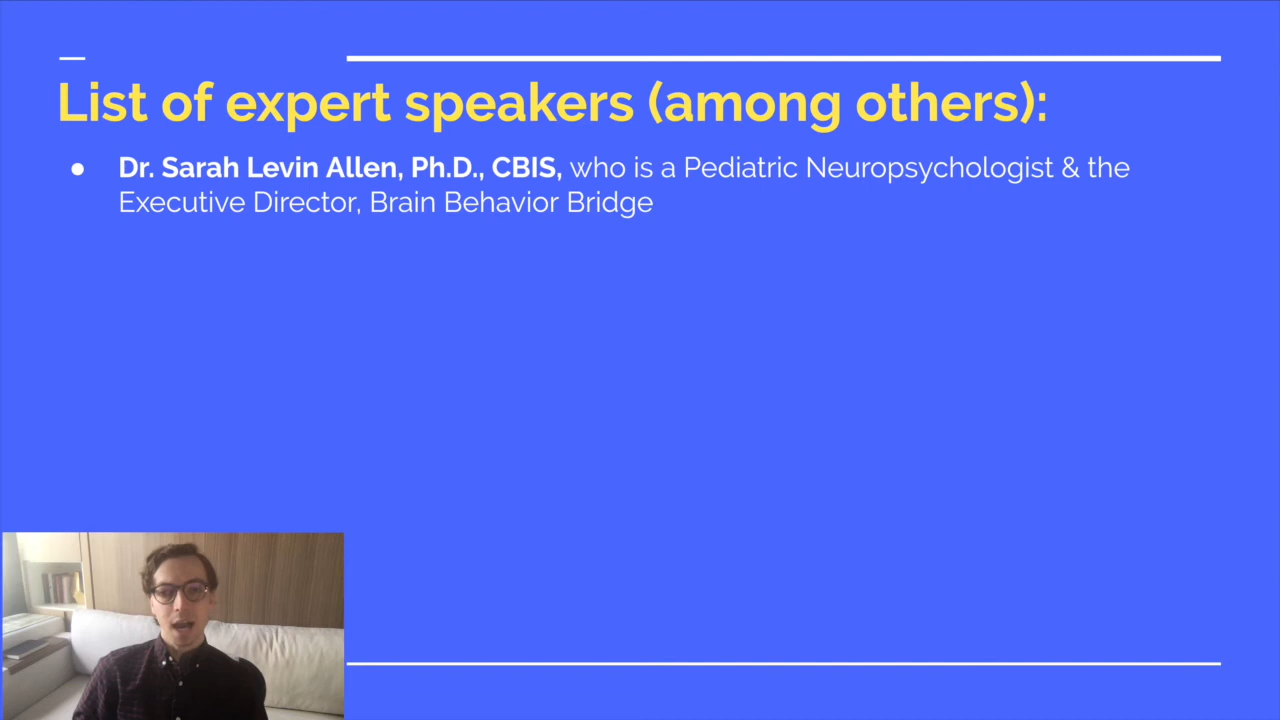 List of expert speakers (among others):
● Dr. Sarah Levin Allen, Ph.D., CBIS, who is a Pediatric Neuropsychologist & the
Executive Director, Brain Behavior Bridge